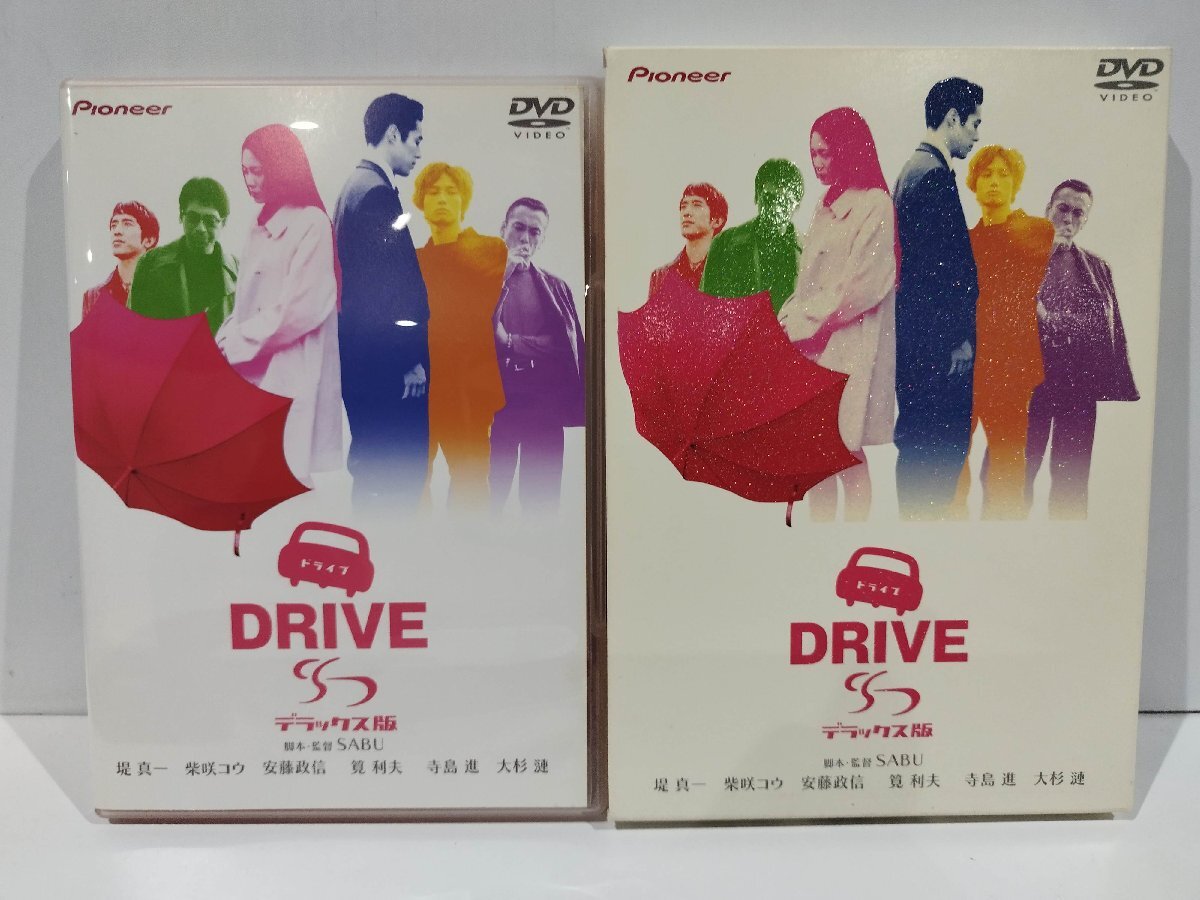 Pioneer
DVD
VIDEO
ドライブ
DRIVE
デラックス版
脚本・監督 SABU
堤 真一 柴咲コウ 安藤政信 筧 利夫 寺島 進 大杉 漣
Pioneer
DVD
VIDEO
ドライブ
DRIVE
デラックス版
脚本・監督 SABU
堤 真一 柴咲コウ 安藤政信 筧 利夫 寺島 進 大杉 漣